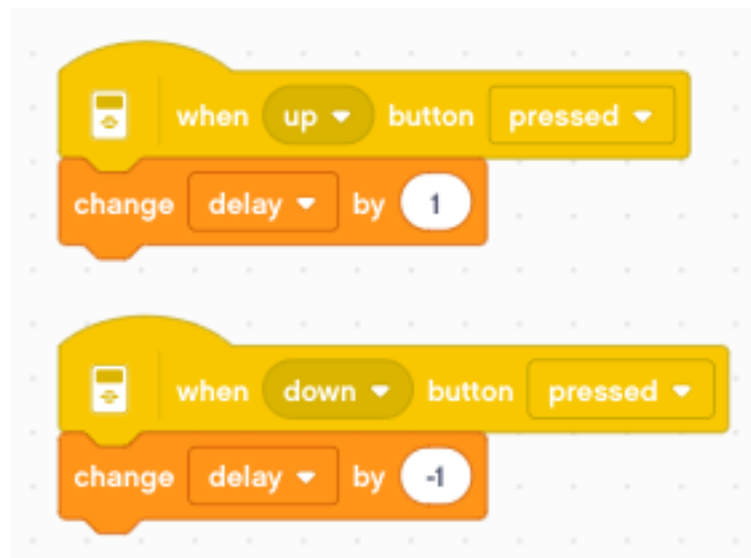 when up button pressed
change delay by 1
when down button pressed
change delay by -1